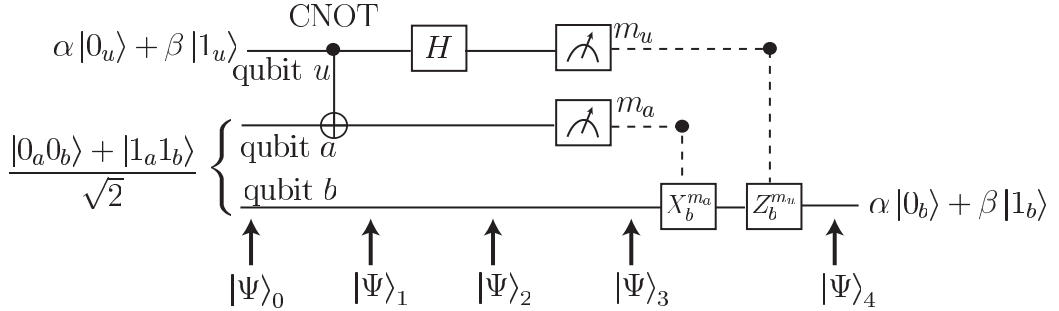 CNOT
α |0_u⟩ + β |1_u⟩
qubit u
H
m_u
|0_a0_b⟩ + |1_a1_b⟩
√2
qubit a
m_a
qubit b
X_b^{m_a}
Z_b^{m_u}
α |0_b⟩ + β |1_b⟩
|Ψ⟩_0
|Ψ⟩_1
|Ψ⟩_2
|Ψ⟩_3
|Ψ⟩_4